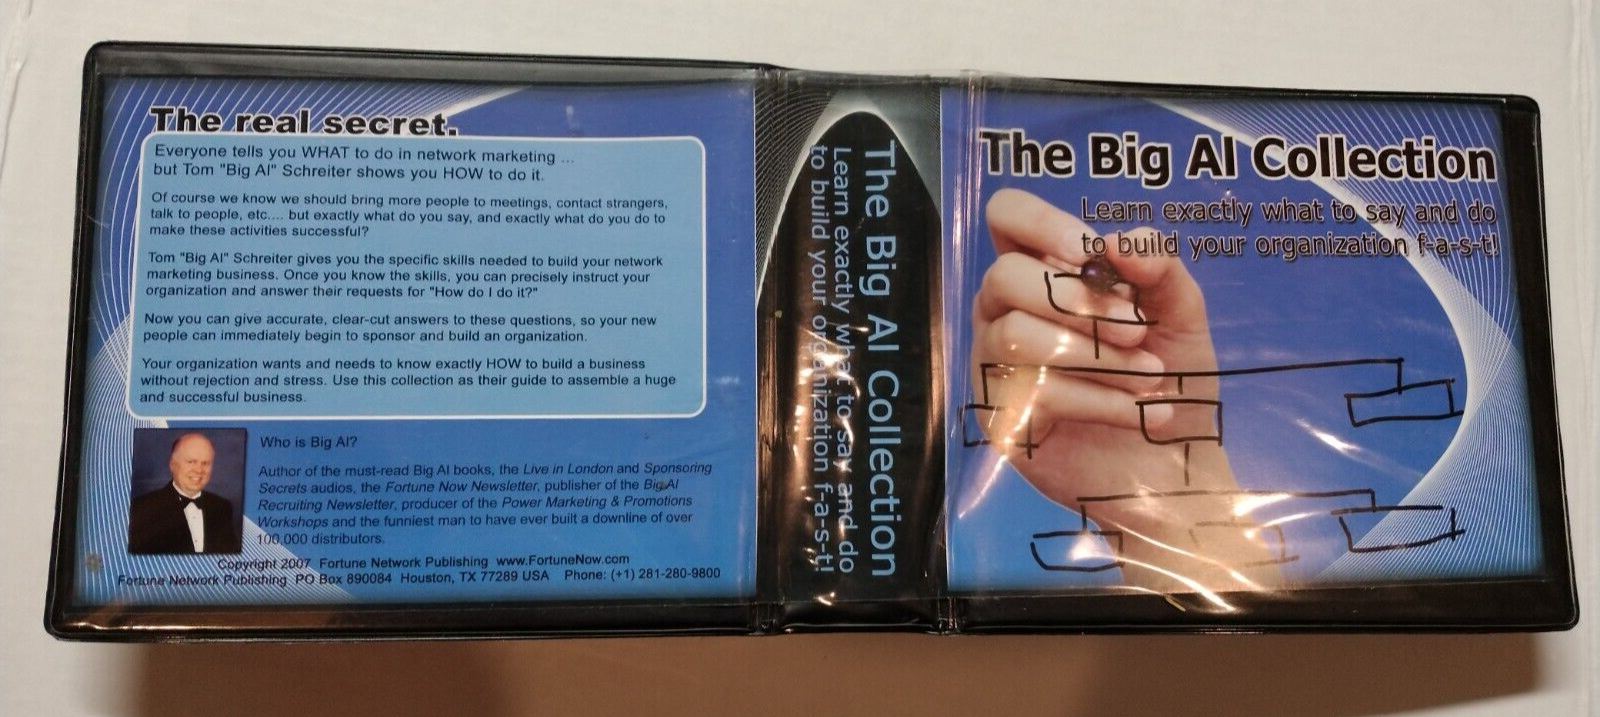 The real secret.
Everyone tells you WHAT to do in network marketing ...
but Tom "Big Al" Schreiter shows you HOW to do it.
Of course we know we should bring more people to meetings, contact strangers,
talk to people, etc.... but exactly what do you say, and exactly what do you do to
make these activities successful?
Tom "Big Al" Schreiter gives you the specific skills needed to build your network
marketing business. Once you know the skills, you can precisely instruct your
organization and answer their requests for "How do I do it?"
Now you can give accurate, clear-cut answers to these questions, so your new
people can immediately begin to sponsor and build an organization.
Your organization wants and needs to know exactly HOW to build a business
without rejection and stress. Use this collection as their guide to assemble a huge
and successful business.
Who is Big Al?
Author of the must-read Big Al books, the Live in London and Sponsoring
Secrets audios, the Fortune Now Newsletter, publisher of the Big Al
Recruiting Newsletter, producer of the Power Marketing & Promotions
Workshops and the funniest man to have ever built a downline of over
100,000 distributors.
Copyright 2007 Fortune Network Publishing www.FortuneNow.com
Fortune Network Publishing PO Box 890084 Houston, TX 77289 USA Phone: (+1) 281-280-9800
The Big Al Collection
Learn exactly what to say and do
to build your organization f-a-s-t!
The Big Al Collection
Learn exactly what to say and do
to build your organization f-a-s-t!